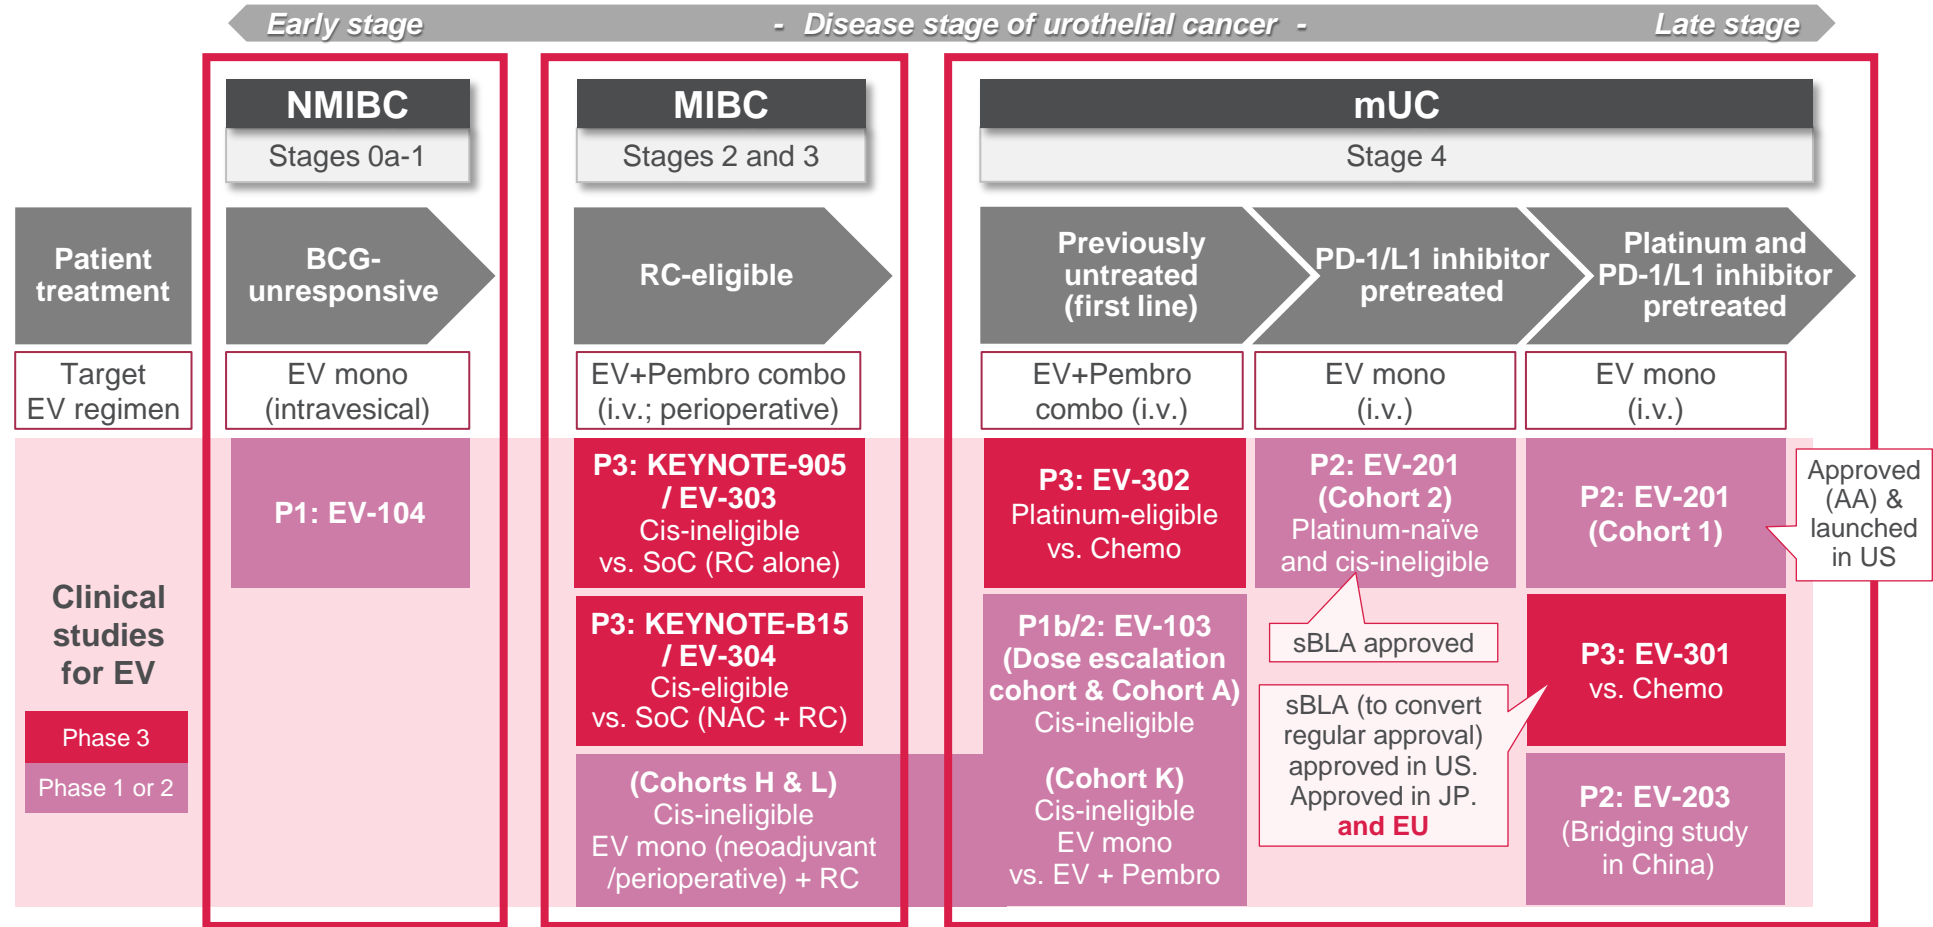 Early stage - Disease stage of urothelial cancer - Late stage
NMIBC
Stages 0a-1
MIBC
Stages 2 and 3
mUC
Stage 4
Patient
treatment
BCG-
unresponsive
RC-eligible
Previously
untreated
(first line)
PD-1/L1 inhibitor
pretreated
Platinum and
PD-1/L1 inhibitor
pretreated
Target
EV regimen
EV mono
(intravesical)
EV+Pembro combo
(i.v.; perioperative)
EV+Pembro
combo (i.v.)
EV mono
(i.v.)
EV mono
(i.v.)
Clinical
studies
for EV
Phase 3
Phase 1 or 2
P1: EV-104
P3: KEYNOTE-905
/ EV-303
Cis-ineligible
vs. SoC (RC alone)
P3: KEYNOTE-B15
/ EV-304
Cis-eligible
vs. SoC (NAC + RC)
(Cohorts H & L)
Cis-ineligible
EV mono (neoadjuvant
/perioperative) + RC
P3: EV-302
Platinum-eligible
vs. Chemo
P1b/2: EV-103
(Dose escalation
cohort & Cohort A)
Cis-ineligible
(Cohort K)
Cis-ineligible
EV mono
vs. EV + Pembro
P2: EV-201
(Cohort 2)
Platinum-naïve
and cis-ineligible
sBLA approved
sBLA (to convert
regular approval)
approved in US.
Approved in JP.
and EU
P2: EV-201
(Cohort 1)
Approved
(AA) &
launched
in US
P3: EV-301
vs. Chemo
P2: EV-203
(Bridging study
in China)